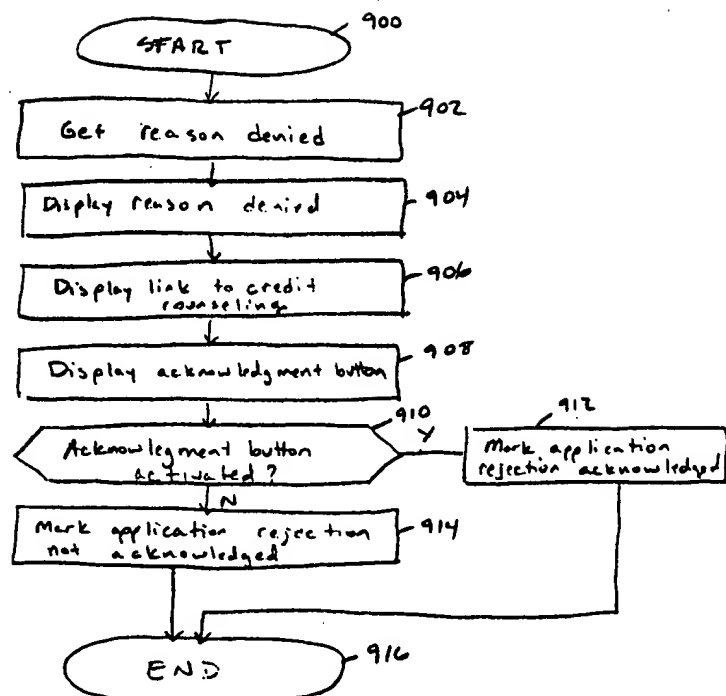 START
900
Get reason denied
902
Display reason denied
904
Display link to credit
counseling
906
Display acknowledgment button
908
Acknowlegment button
activated?
910
Y
N
912
Mark application
rejection acknowledged
Mark application rejection
not acknowledged
914
END
916